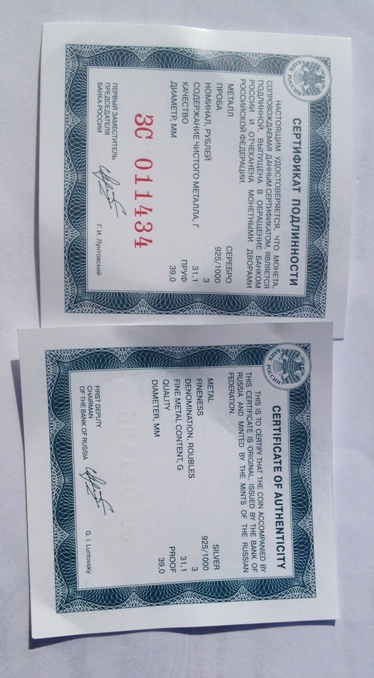 СЕРТИФИКАТ ПОДЛИННОСТИ
НАСТОЯЩИМ УДОСТОВЕРЯЕТСЯ, ЧТО МОНЕТА,
СОПРОВОЖДАЕМАЯ ДАННЫМ СЕРТИФИКАТОМ, ЯВЛЯЕТСЯ
ПОДЛИННОЙ, ВЫПУЩЕНА В ОБРАЩЕНИЕ БАНКОМ
РОССИИ И ОТЧЕКАНЕНА МОНЕТНЫМИ ДВОРАМИ
РОССИЙСКОЙ ФЕДЕРАЦИИ.
МЕТАЛЛ СЕРЕБРО
ПРОБА 925/1000
НОМИНАЛ, РУБЛЕЙ 3
СОДЕРЖАНИЕ ЧИСТОГО МЕТАЛЛА, Г 31,1
КАЧЕСТВО ПРУФ
ДИАМЕТР, ММ 39,0
ЗС 011434
ПЕРВЫЙ ЗАМЕСТИТЕЛЬ
ПРЕДСЕДАТЕЛЯ
БАНКА РОССИИ
Г. И. Лунтовский
CERTIFICATE OF AUTHENTICITY
THIS IS TO CERTIFY THAT THE COIN ACCOMPANIED BY
THIS CERTIFICATE IS ORIGINAL, ISSUED BY THE BANK OF
RUSSIA AND MINTED BY THE MINTS OF THE RUSSIAN
FEDERATION
METAL SILVER
FINENESS 925/1000
DENOMINATION, ROUBLES 3
FINE METAL CONTENT, G 31,1
QUALITY PROOF
DIAMETER, MM 39,0
FIRST DEPUTY
CHAIRMAN
OF THE BANK OF RUSSIA
G. I. Luntovsky